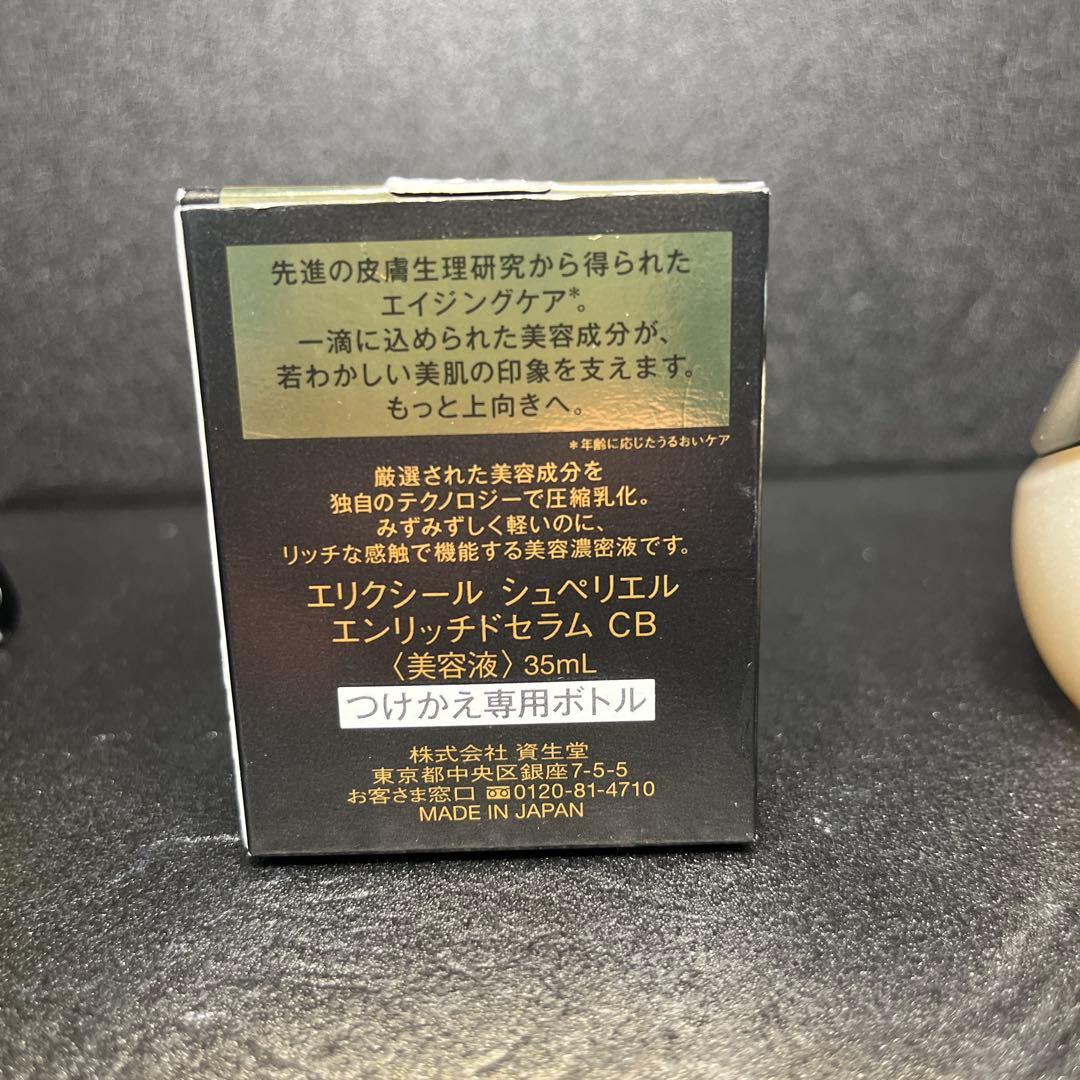 先進の皮膚生理研究から得られた
エイジングケア*。
一滴に込められた美容成分が、
若わかしい美肌の印象を支えます。
もっと上向きへ。
*年齢に応じたうるおいケア
厳選された美容成分を
独自のテクノロジーで圧縮乳化。
みずみずしく軽いのに、
リッチな感触で機能する美容濃密液です。
エリクシール シュペリエル
エンリッチドセラム CB
〈美容液〉35mL
つけかえ専用ボトル
株式会社 資生堂
東京都中央区銀座7-5-5
お客さま窓口 0120-81-4710
MADE IN JAPAN